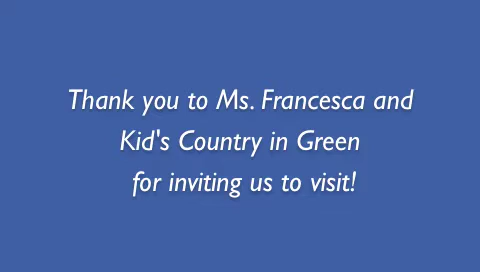 Thank you to Ms. Francesca and
Kid's Country in Green
for inviting us to visit!